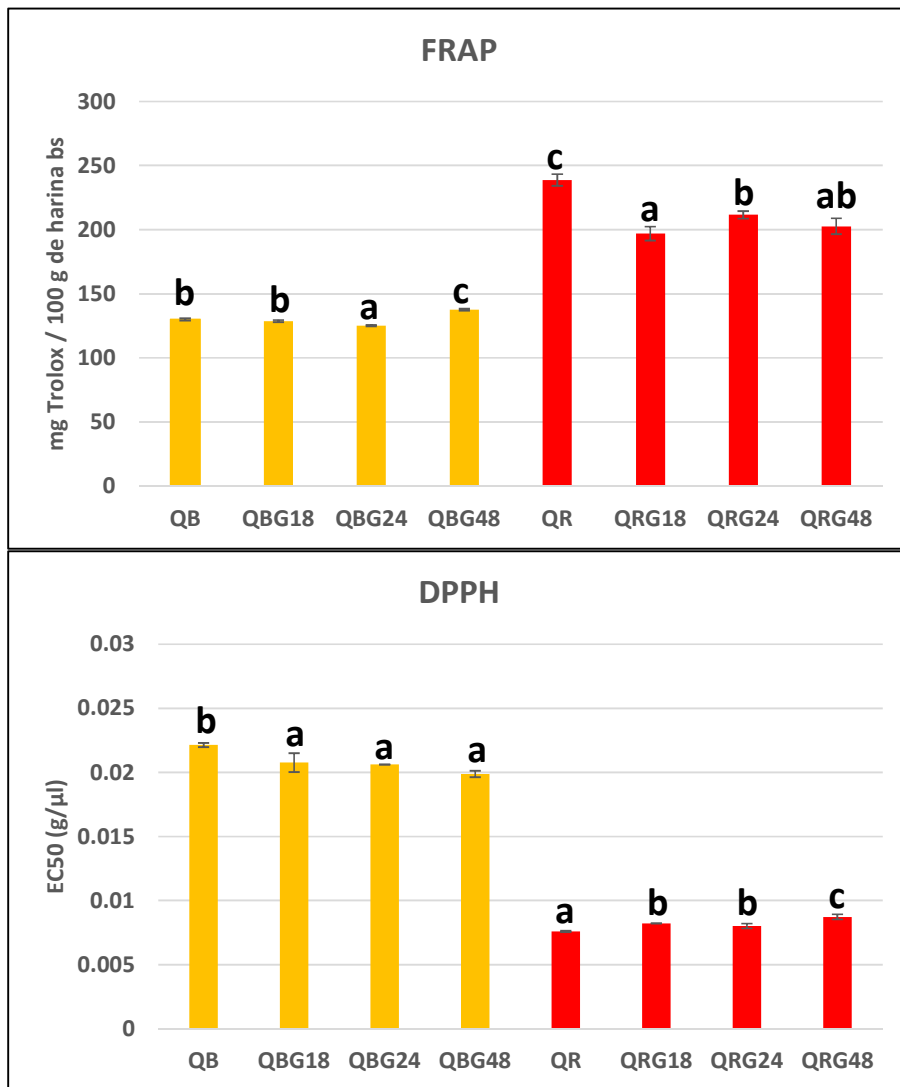 FRAP
mg Trolox / 100 g de harina bs
300
250
200
150
100
50
0
b
b
a
c
c
a
b
ab
QB QBG18 QBG24 QBG48 QR QRG18 QRG24 QRG48
DPPH
EC50 (g/µl)
0.03
0.025
0.02
0.015
0.01
0.005
0
b
a
a
a
a
b
b
c
QB QBG18 QBG24 QBG48 QR QRG18 QRG24 QRG48